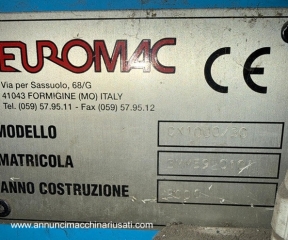 EUROMAC
CE
Via per Sassuolo, 68/G
41043 FORMIGINE (MO) ITALY
Tel. (059) 57.95.11 - Fax (059) 57.95.12
MODELLO
MATRICOLA
ANNO COSTRUZIONE
www.annuncimacchinariusati.com